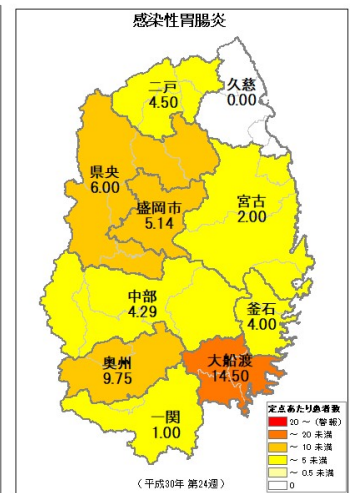 感染性胃腸炎
二戸
4.50
久慈
0.00
県央
6.00
盛岡市
5.14
宮古
2.00
中部
4.29
釜石
4.00
奥州
9.75
大船渡
14.50
一関
1.00
定点あたり患者数
20 ~ (警報)
~ 20 未満
~ 10 未満
~ 5 未満
~ 0.5 未満
0
(平成30年 第24週)